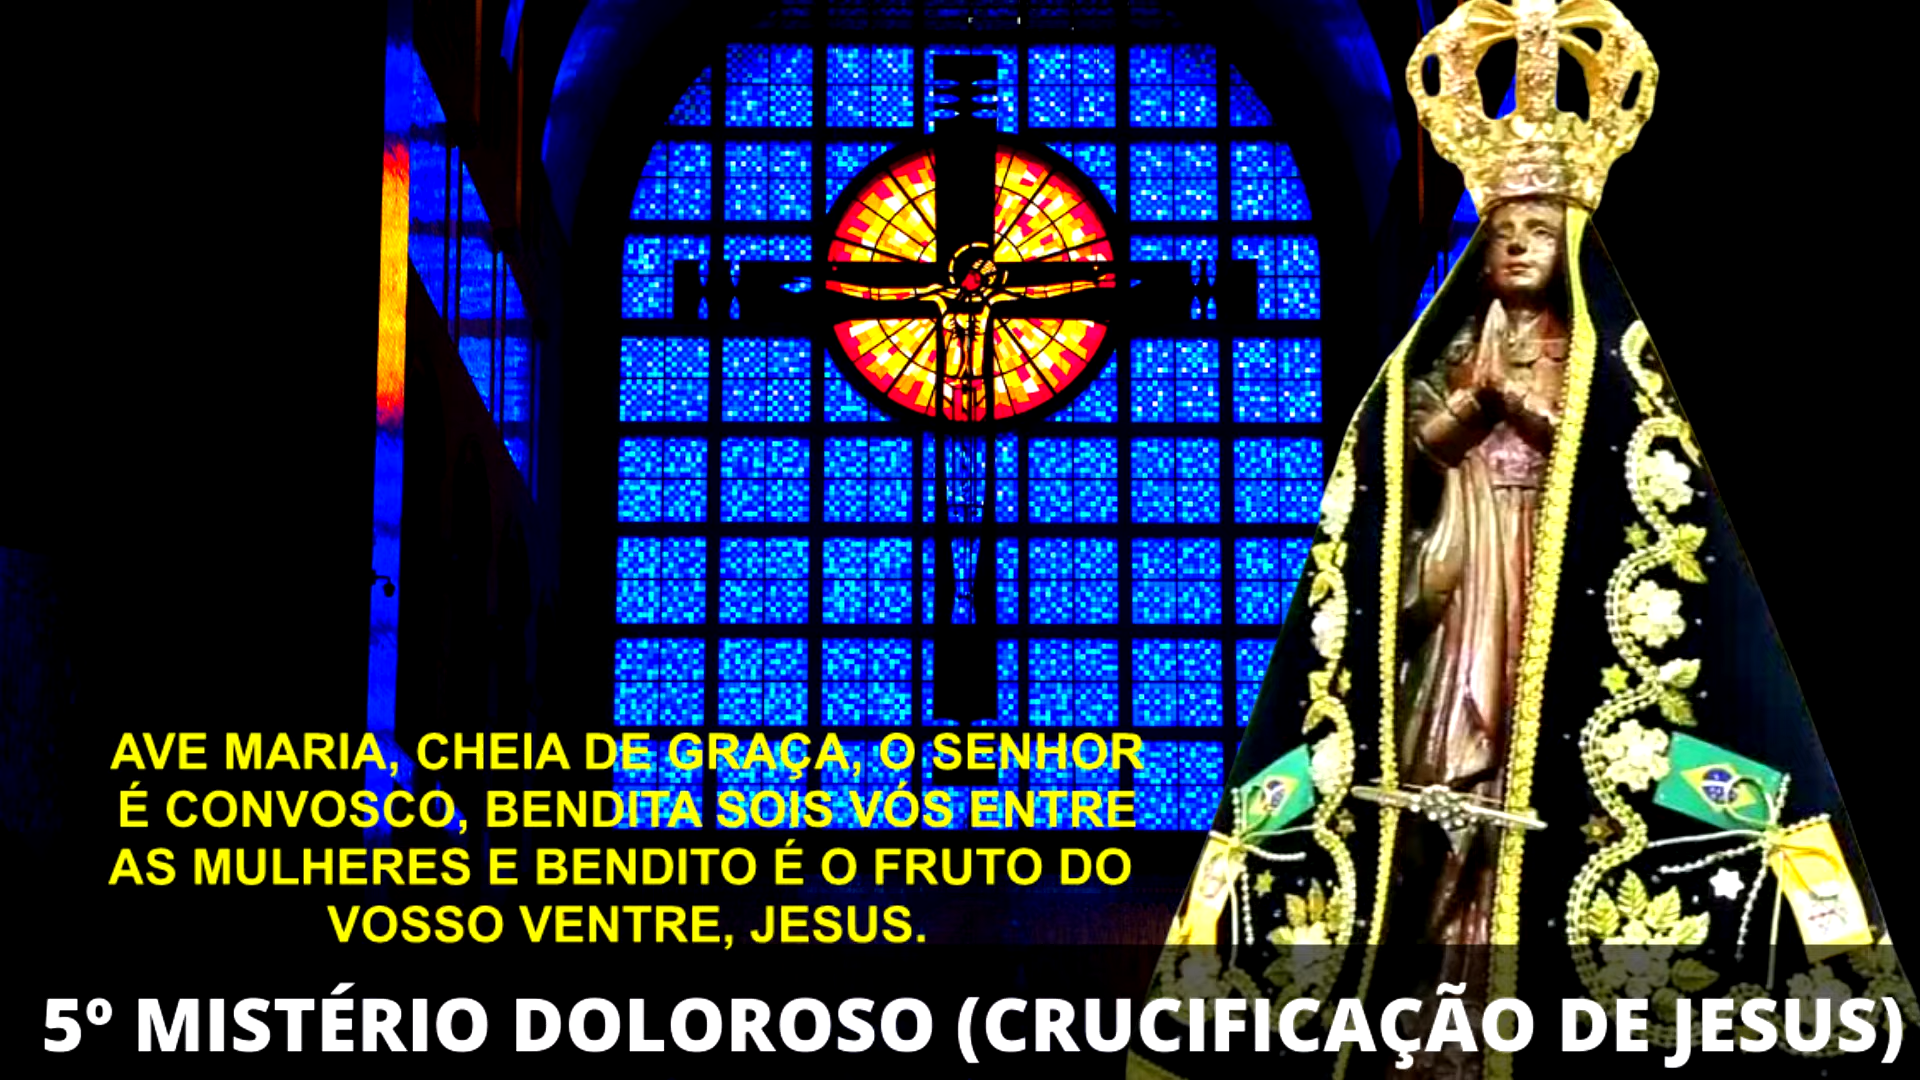 AVE MARIA, CHEIA DE GRAÇA, O SENHOR
É CONVOSCO, BENDITA SOIS VÓS ENTRE
AS MULHERES E BENDITO É O FRUTO DO
VOSSO VENTRE, JESUS.
5º MISTÉRIO DOLOROSO (CRUCIFICAÇÃO DE JESUS)